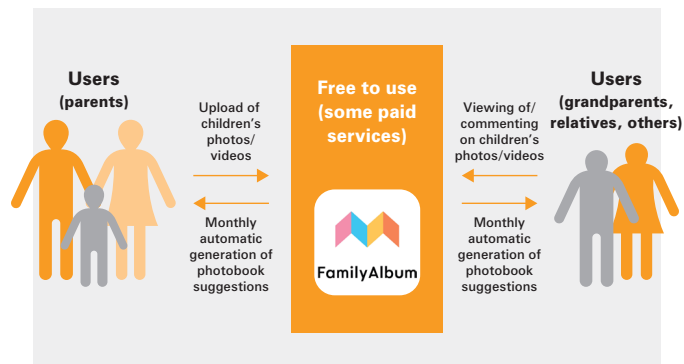 Users
(parents)
Upload of
children's
photos/
videos
Monthly
automatic
generation of
photobook
suggestions
Free to use
(some paid
services)
FamilyAlbum
Viewing of/
commenting
on children's
photos/videos
Monthly
automatic
generation of
photobook
suggestions
Users
(grandparents,
relatives, others)